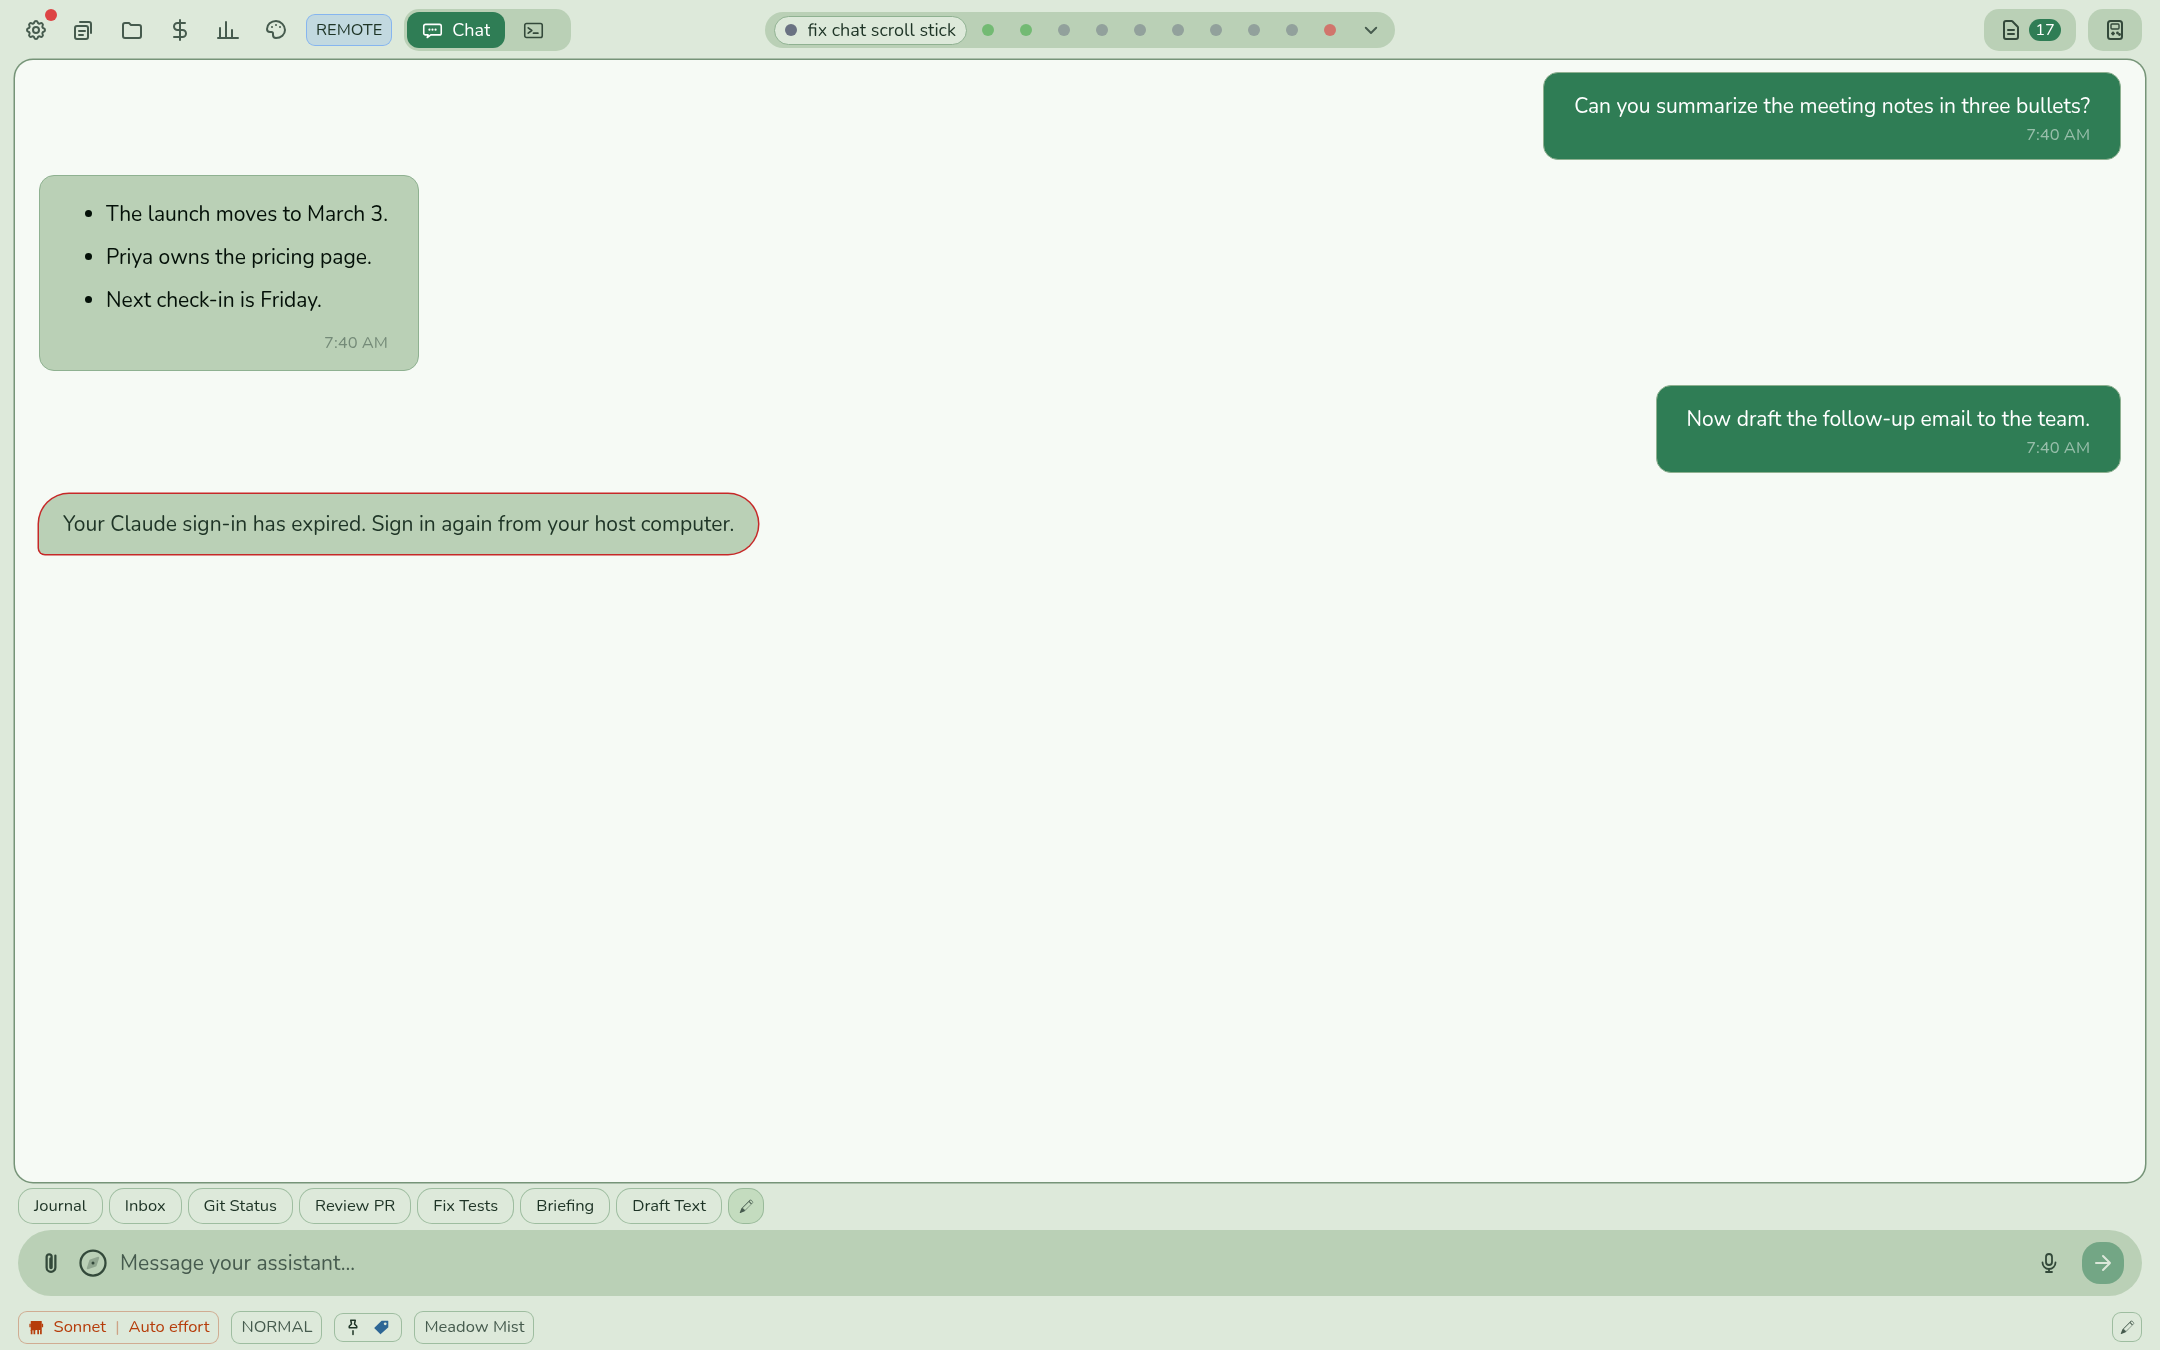 REMOTE
Chat
fix chat scroll stick
17
Can you summarize the meeting notes in three bullets?
7:40 AM
• The launch moves to March 3.
• Priya owns the pricing page.
• Next check-in is Friday.
7:40 AM
Now draft the follow-up email to the team.
7:40 AM
Your Claude sign-in has expired. Sign in again from your host computer.
Journal
Inbox
Git Status
Review PR
Fix Tests
Briefing
Draft Text
Message your assistant...
Sonnet | Auto effort
NORMAL
Meadow Mist